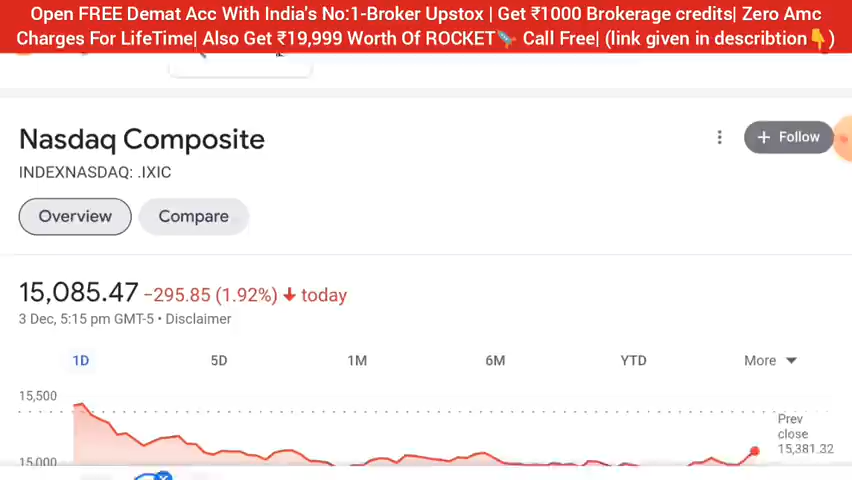 Open FREE Demat Acc With India's No:1-Broker Upstox | Get ₹1000 Brokerage credits| Zero Amc
Charges For LifeTime| Also Get ₹19,999 Worth Of ROCKET🚀 Call Free| (link given in describtion👇)
Nasdaq Composite
+ Follow
INDEXNASDAQ: .IXIC
Overview
Compare
15,085.47 −295.85 (1.92%) ↓ today
3 Dec, 5:15 pm GMT-5 • Disclaimer
1D 5D 1M 6M YTD More
15,500
Prev
close
15,381.32
15,000